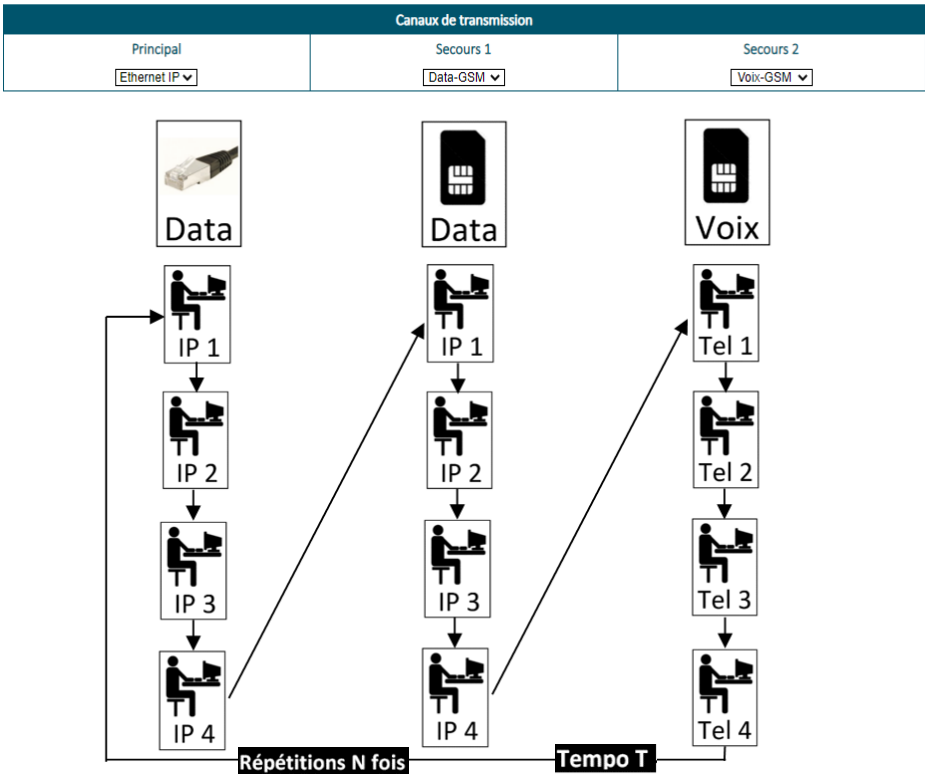 Canaux de transmission
Principal
Secours 1
Secours 2
Ethernet IP
Data-GSM
Voix-GSM
Data
Data
Voix
IP 1
IP 1
Tel 1
IP 2
IP 2
Tel 2
IP 3
IP 3
Tel 3
IP 4
IP 4
Tel 4
Répétitions N fois
Tempo T